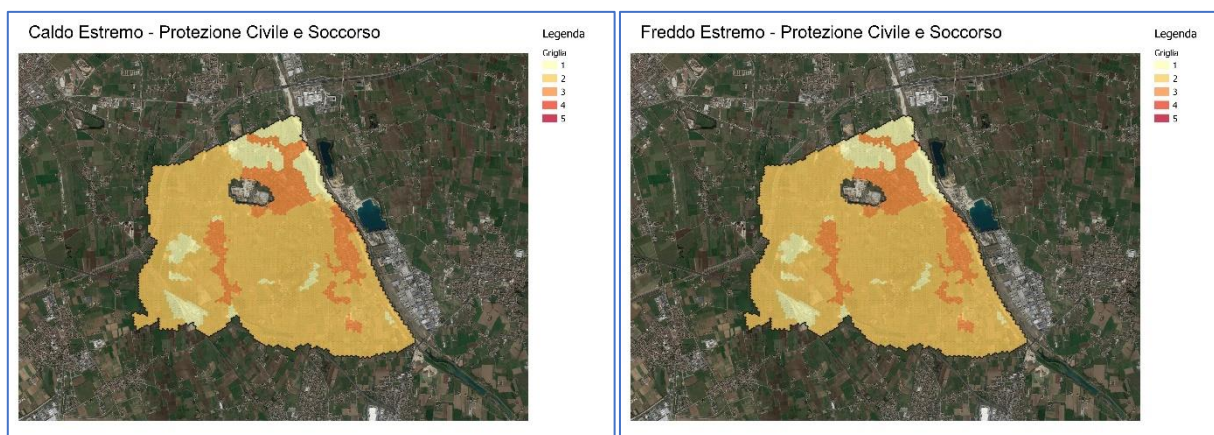 Caldo Estremo - Protezione Civile e Soccorso
Legenda
Griglia
1
2
3
4
5
Freddo Estremo - Protezione Civile e Soccorso
Legenda
Griglia
1
2
3
4
5